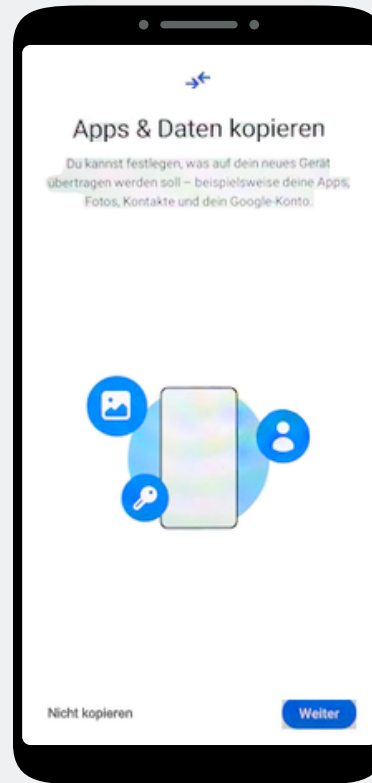 Apps & Daten kopieren
Du kannst festlegen, was auf dein neues Gerät
übertragen werden soll – beispielsweise deine Apps,
Fotos, Kontakte und dein Google-Konto.
Nicht kopieren
Weiter